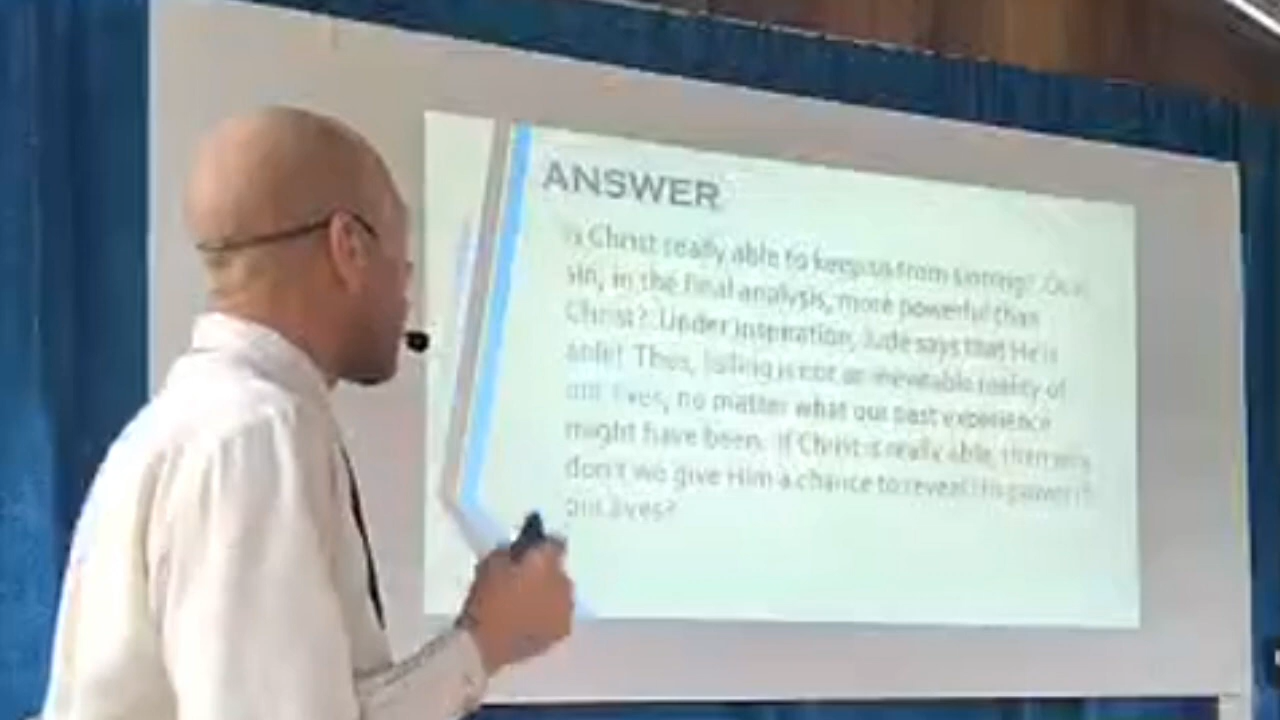 ANSWER
Is Christ really able to keep us from sinning? Or is
sin, in the final analysis, more powerful than
Christ? Under inspiration, Jude says that He is
able! Thus, falling is not an inevitable reality of
our lives, no matter what our past experience
might have been. If Christ is really able, then why
don't we give Him a chance to reveal His power in
our lives?